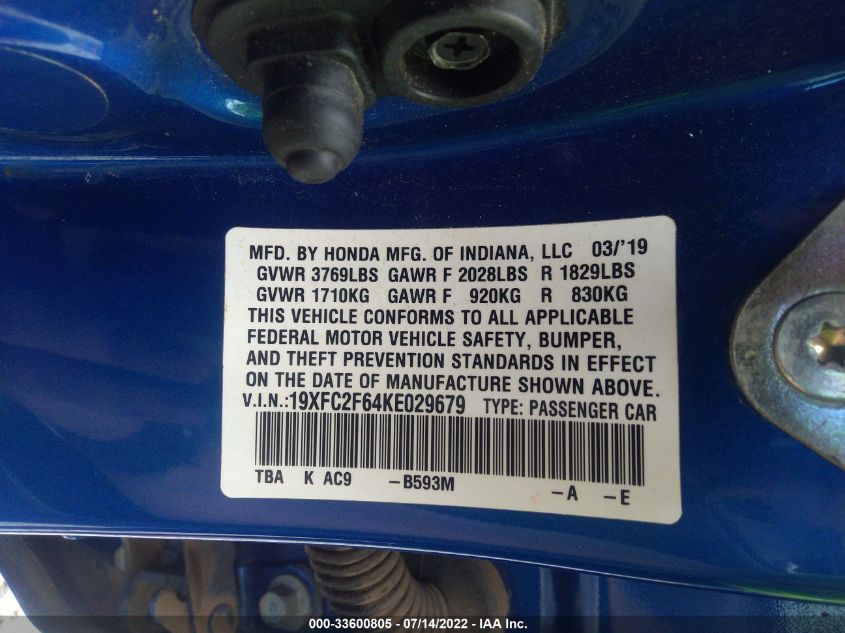 MFD. BY HONDA MFG. OF INDIANA, LLC 03/'19
GVWR 3769LBS GAWR F 2028LBS R 1829LBS
GVWR 1710KG GAWR F 920KG R 830KG
THIS VEHICLE CONFORMS TO ALL APPLICABLE
FEDERAL MOTOR VEHICLE SAFETY, BUMPER,
AND THEFT PREVENTION STANDARDS IN EFFECT
ON THE DATE OF MANUFACTURE SHOWN ABOVE.
V.I.N.:19XFC2F64KE029679 TYPE: PASSENGER CAR
TBA K AC9 -B593M -A -E
000-33600805 - 07/14/2022 - IAA Inc.